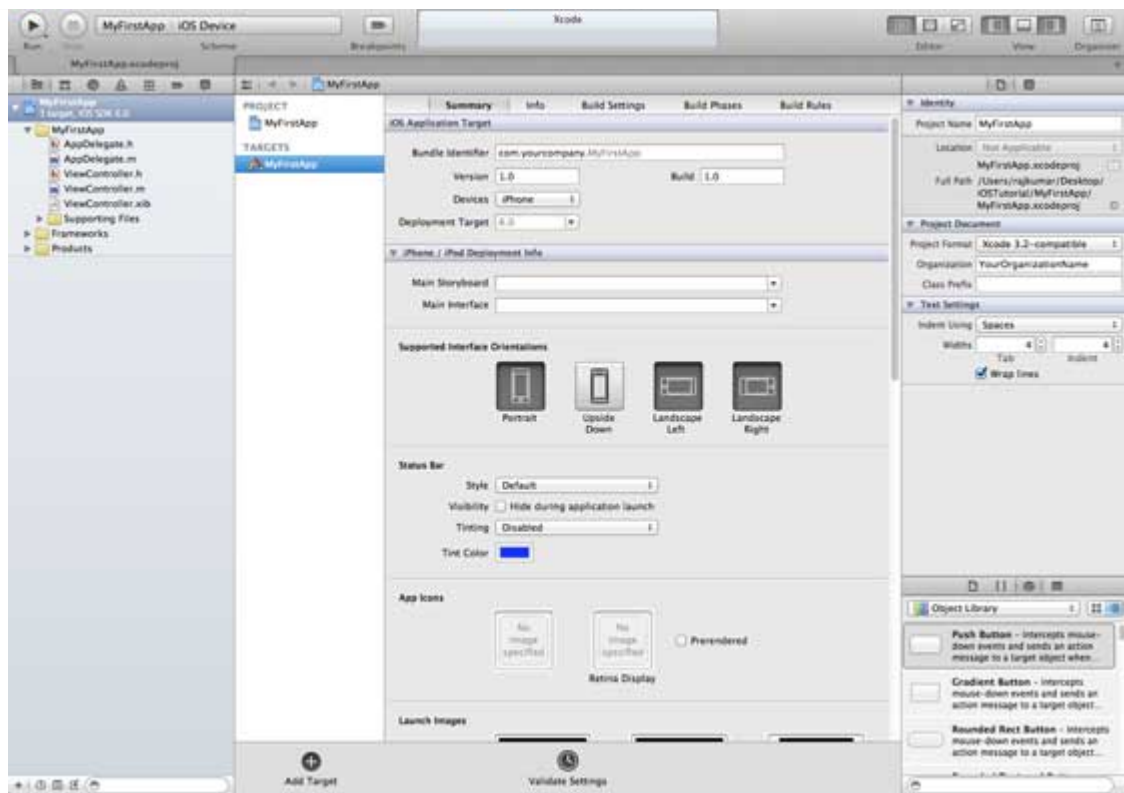 MyFirstApp iOS Device
Xcode
Run
Scheme
Breakpoints
Editor
View
Organizer
MyFirstApp.xcodeproj
MyFirstApp
MyFirstApp
1 target, iOS SDK 6.0
MyFirstApp
AppDelegate.h
AppDelegate.m
ViewController.h
ViewController.m
ViewController.xib
Supporting Files
Frameworks
Products
PROJECT
MyFirstApp
TARGETS
MyFirstApp
Summary Info Build Settings Build Phases Build Rules
iOS Application Target
Bundle Identifier com.yourcompany.MyFirstApp
Version 1.0 Build 1.0
Devices iPhone
Deployment Target 6.0
iPhone / iPod Deployment Info
Main Storyboard
Main Interface
Supported Interface Orientations
Portrait
Upside
Down
Landscape
Left
Landscape
Right
Status Bar
Style Default
Visibility Hide during application launch
Tinting Disabled
Tint Color
App Icons
No
image
specified
No
image
specified
Prerendered
Retina Display
Launch Images
Add Target
Validate Settings
Identity
Project Name MyFirstApp
Location Not Applicable
MyFirstApp.xcodeproj
Full Path /Users/rajkumar/Desktop/
iOSTutorial/MyFirstApp/
MyFirstApp.xcodeproj
Project Document
Project Format Xcode 3.2-compatible
Organization YourOrganizationName
Class Prefix
Text Settings
Indent Using Spaces
Widths 4 4
Tab Indent
Wrap lines
Object Library
Push Button - Intercepts mouse-
down events and sends an action
message to a target object when...
Gradient Button - Intercepts
mouse-down events and sends an
action message to a target object...
Rounded Rect Button - Intercepts
mouse-down events and sends an
action message to a target object...